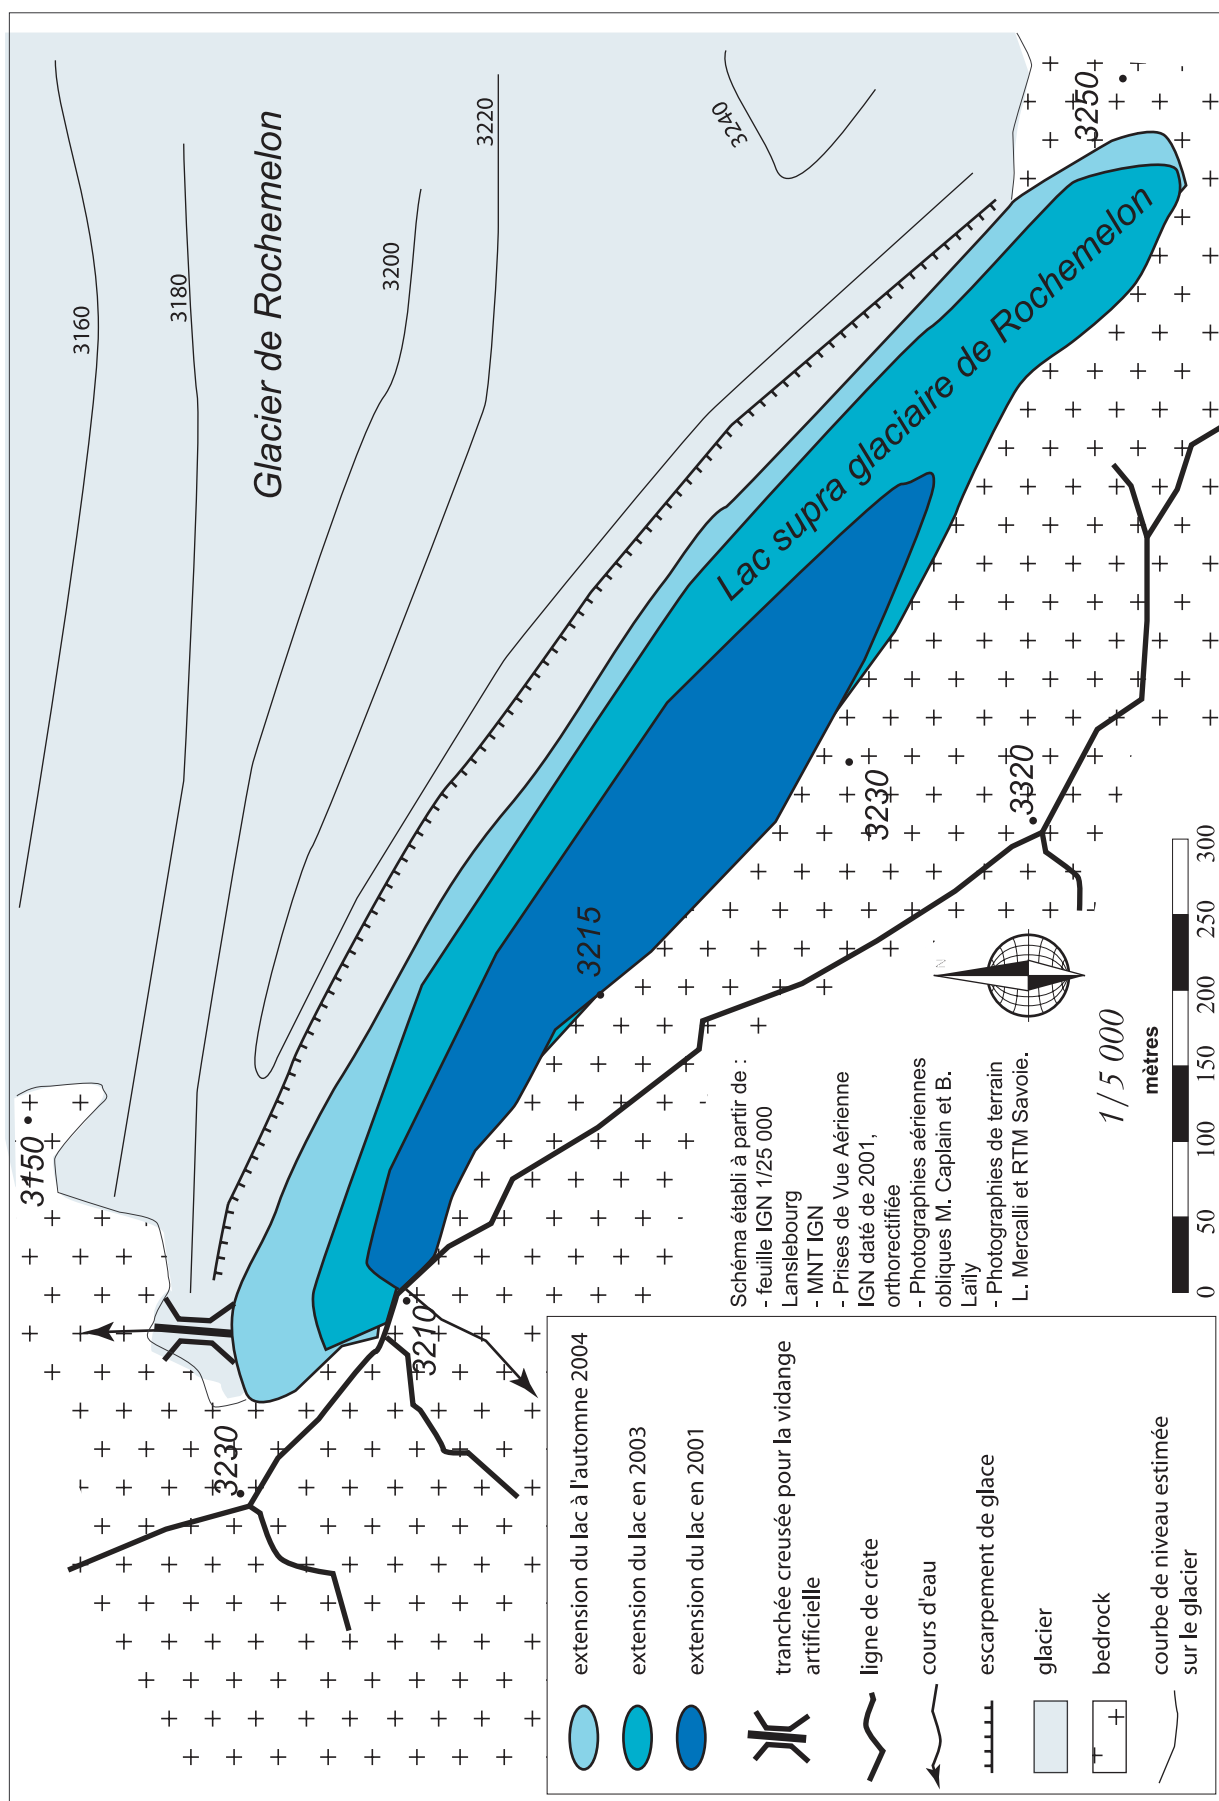 3160
3180
3200
3220
3240
Glacier de Rochemelon
3250
Lac supra glaciaire de Rochemelon
3150
3215
3230
3320
3210
3230
N
Schéma établi à partir de :
- feuille IGN 1/25 000
Lanslebourg
- MNT IGN
- Prises de Vue Aérienne
IGN daté de 2001,
orthorectifiée
- Photographies aériennes
obliques M. Caplain et B.
Laïly
- Photographies de terrain
L. Mercalli et RTM Savoie.
1/5 000
mètres
0 50 100 150 200 250 300
extension du lac à l'automne 2004
extension du lac en 2003
extension du lac en 2001
tranchée creusée pour la vidange
artificielle
ligne de crête
cours d'eau
escarpement de glace
glacier
bedrock
courbe de niveau estimée
sur le glacier